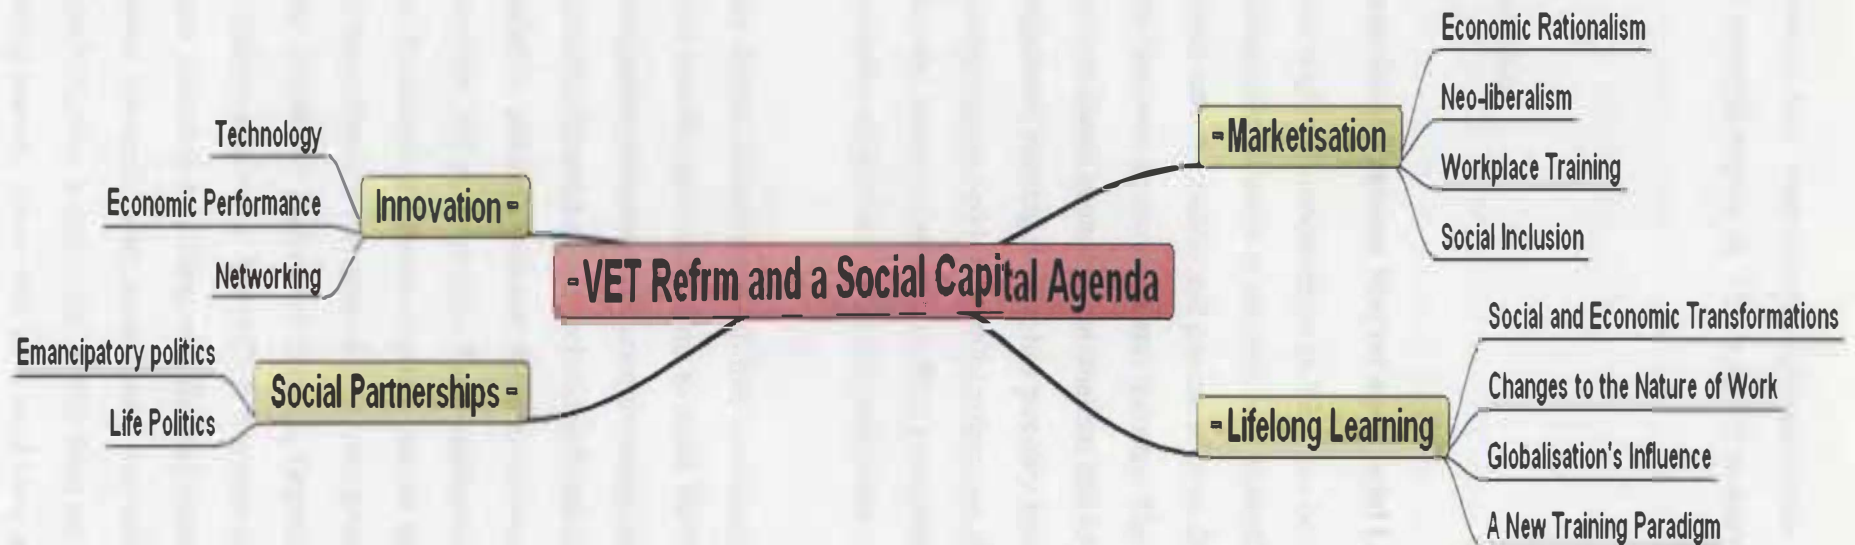 -VET Refrm and a Social Capital Agenda
Innovation -
Technology
Economic Performance
Networking
Social Partnerships -
Emancipatory politics
Life Politics
-Marketisation
Economic Rationalism
Neo-liberalism
Workplace Training
Social Inclusion
-Lifelong Learning
Social and Economic Transformations
Changes to the Nature of Work
Globalisation's Influence
A New Training Paradigm